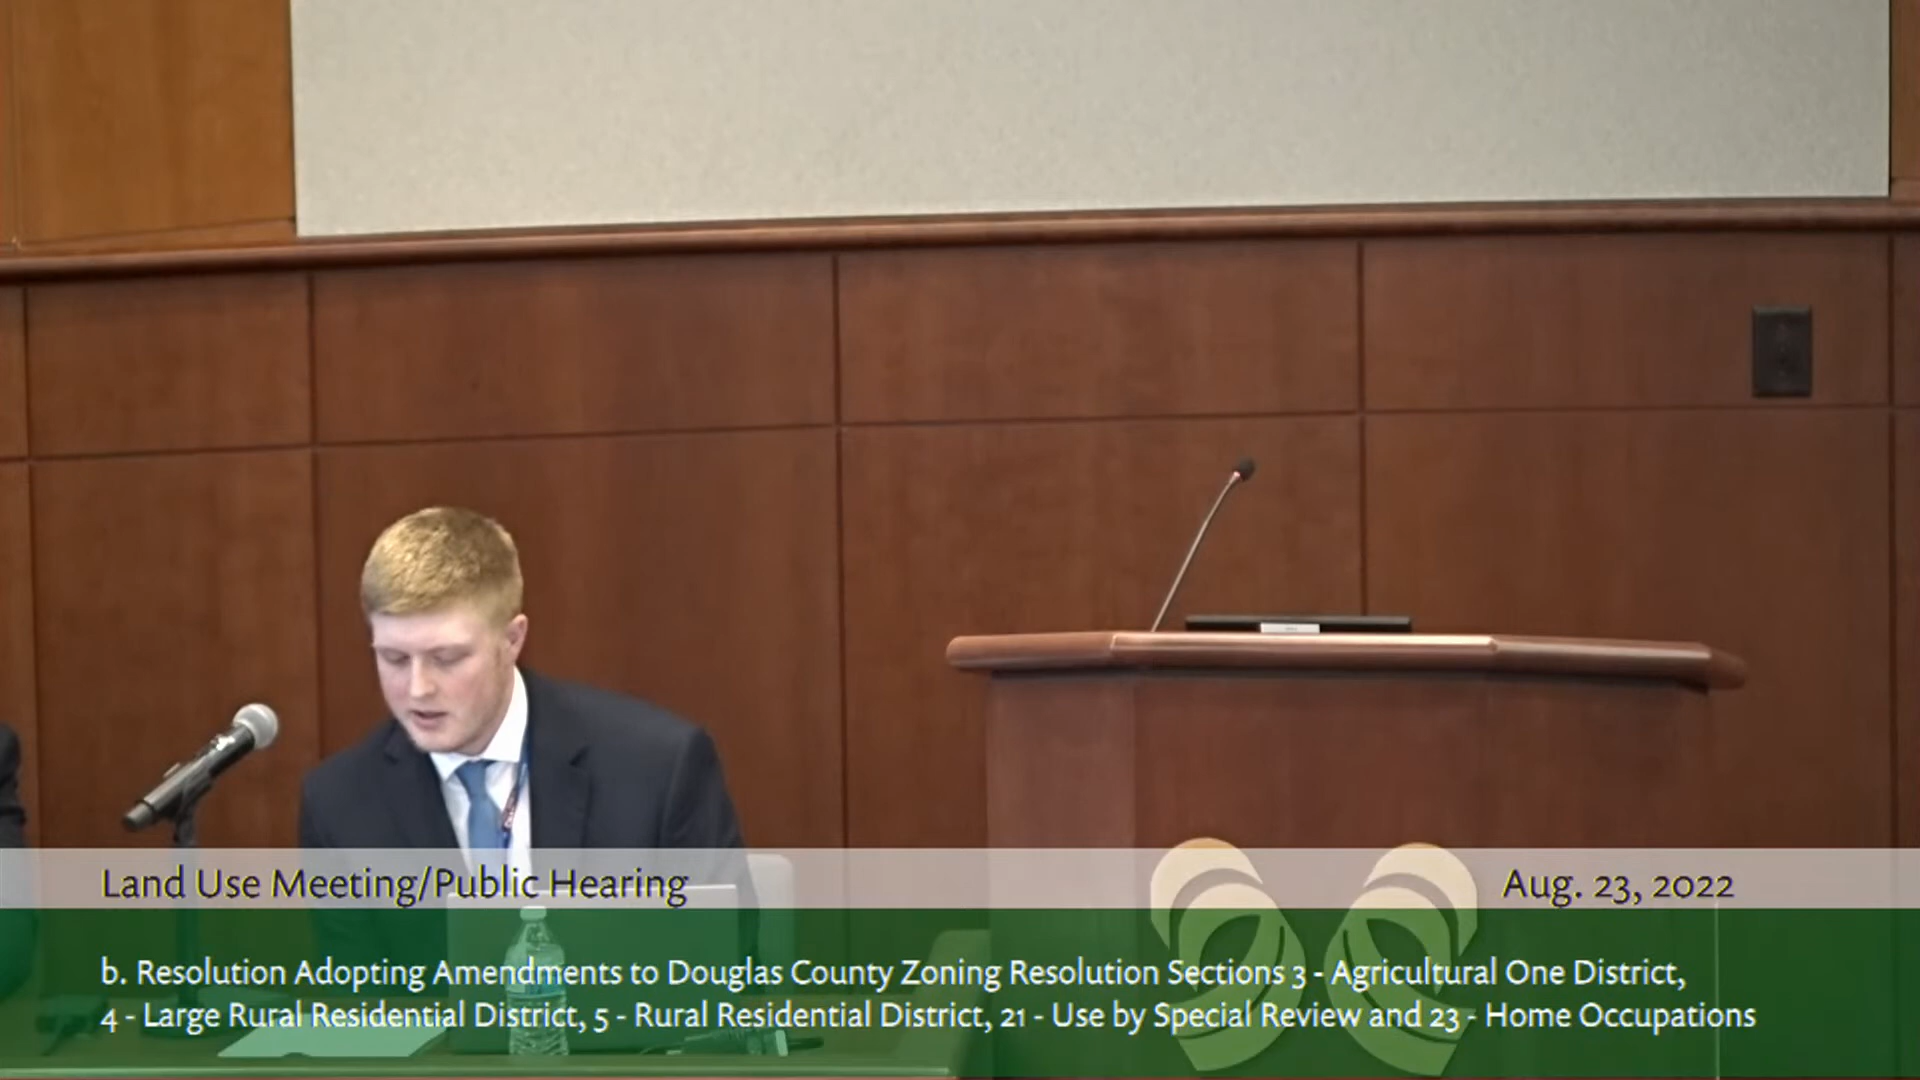 Land Use Meeting/Public Hearing
Aug. 23, 2022
b. Resolution Adopting Amendments to Douglas County Zoning Resolution Sections 3 - Agricultural One District,
4 - Large Rural Residential District, 5 - Rural Residential District, 21 - Use by Special Review and 23 - Home Occupations